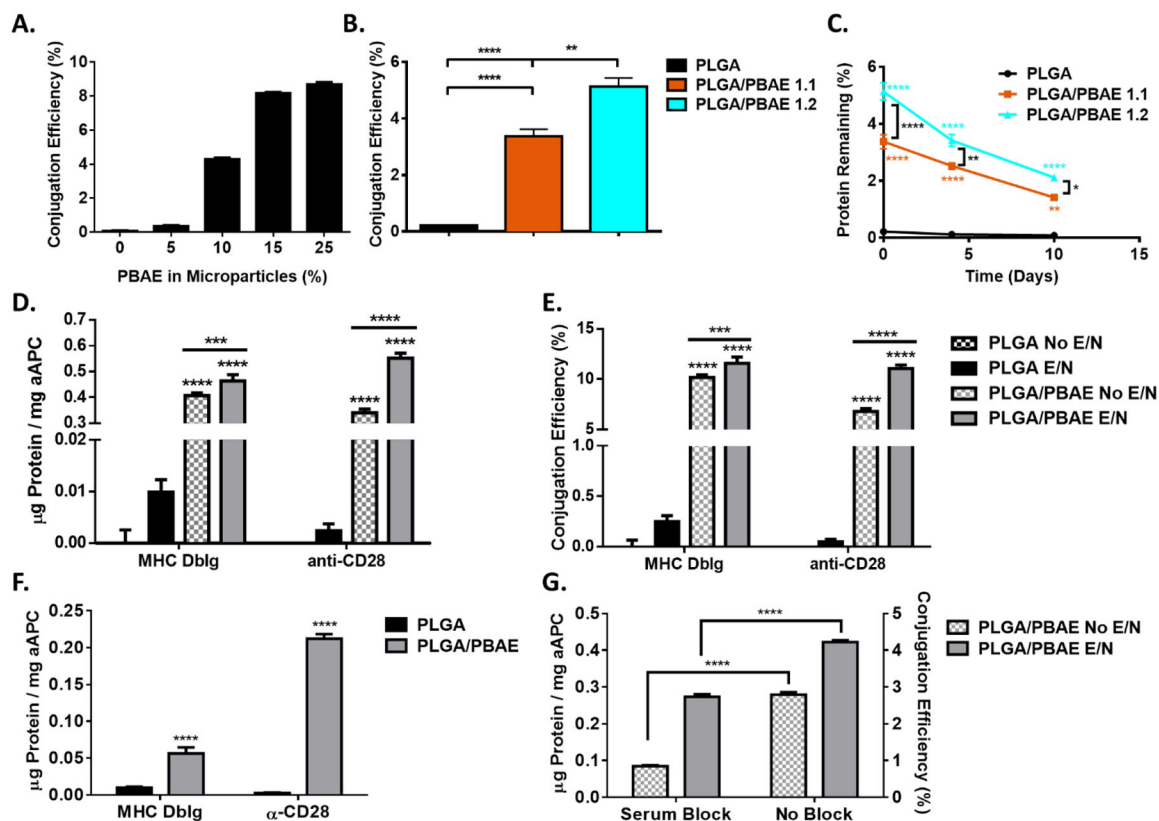 A.
Conjugation Efficiency (%)
10
8
6
4
2
0
0 5 10 15 25
PBAE in Microparticles (%)
B.
Conjugation Efficiency (%)
6
4
2
0
**** **
****
PLGA
PLGA/PBAE 1.1
PLGA/PBAE 1.2
C.
Protein Remaining (%)
6
4
2
0
0 5 10 15
Time (Days)
PLGA
PLGA/PBAE 1.1
PLGA/PBAE 1.2
****
****
****
****
**
****
****
*
**
D.
µg Protein / mg aAPC
0.7
0.6
0.5
0.4
0.3
0.02
0.01
0.00
*** ****
**** **** **** ****
MHC DbIg anti-CD28
E.
Conjugation Efficiency (%)
15
10
5
1.0
0.5
0.0
*** ****
**** **** **** ****
MHC DbIg anti-CD28
PLGA No E/N
PLGA E/N
PLGA/PBAE No E/N
PLGA/PBAE E/N
F.
µg Protein / mg aAPC
0.25
0.20
0.15
0.10
0.05
0.00
**** ****
MHC DbIg α-CD28
PLGA
PLGA/PBAE
G.
µg Protein / mg aAPC
0.5
0.4
0.3
0.2
0.1
0.0
****
****
Serum Block No Block
5
4
3
2
1
0
Conjugation Efficiency (%)
PLGA/PBAE No E/N
PLGA/PBAE E/N